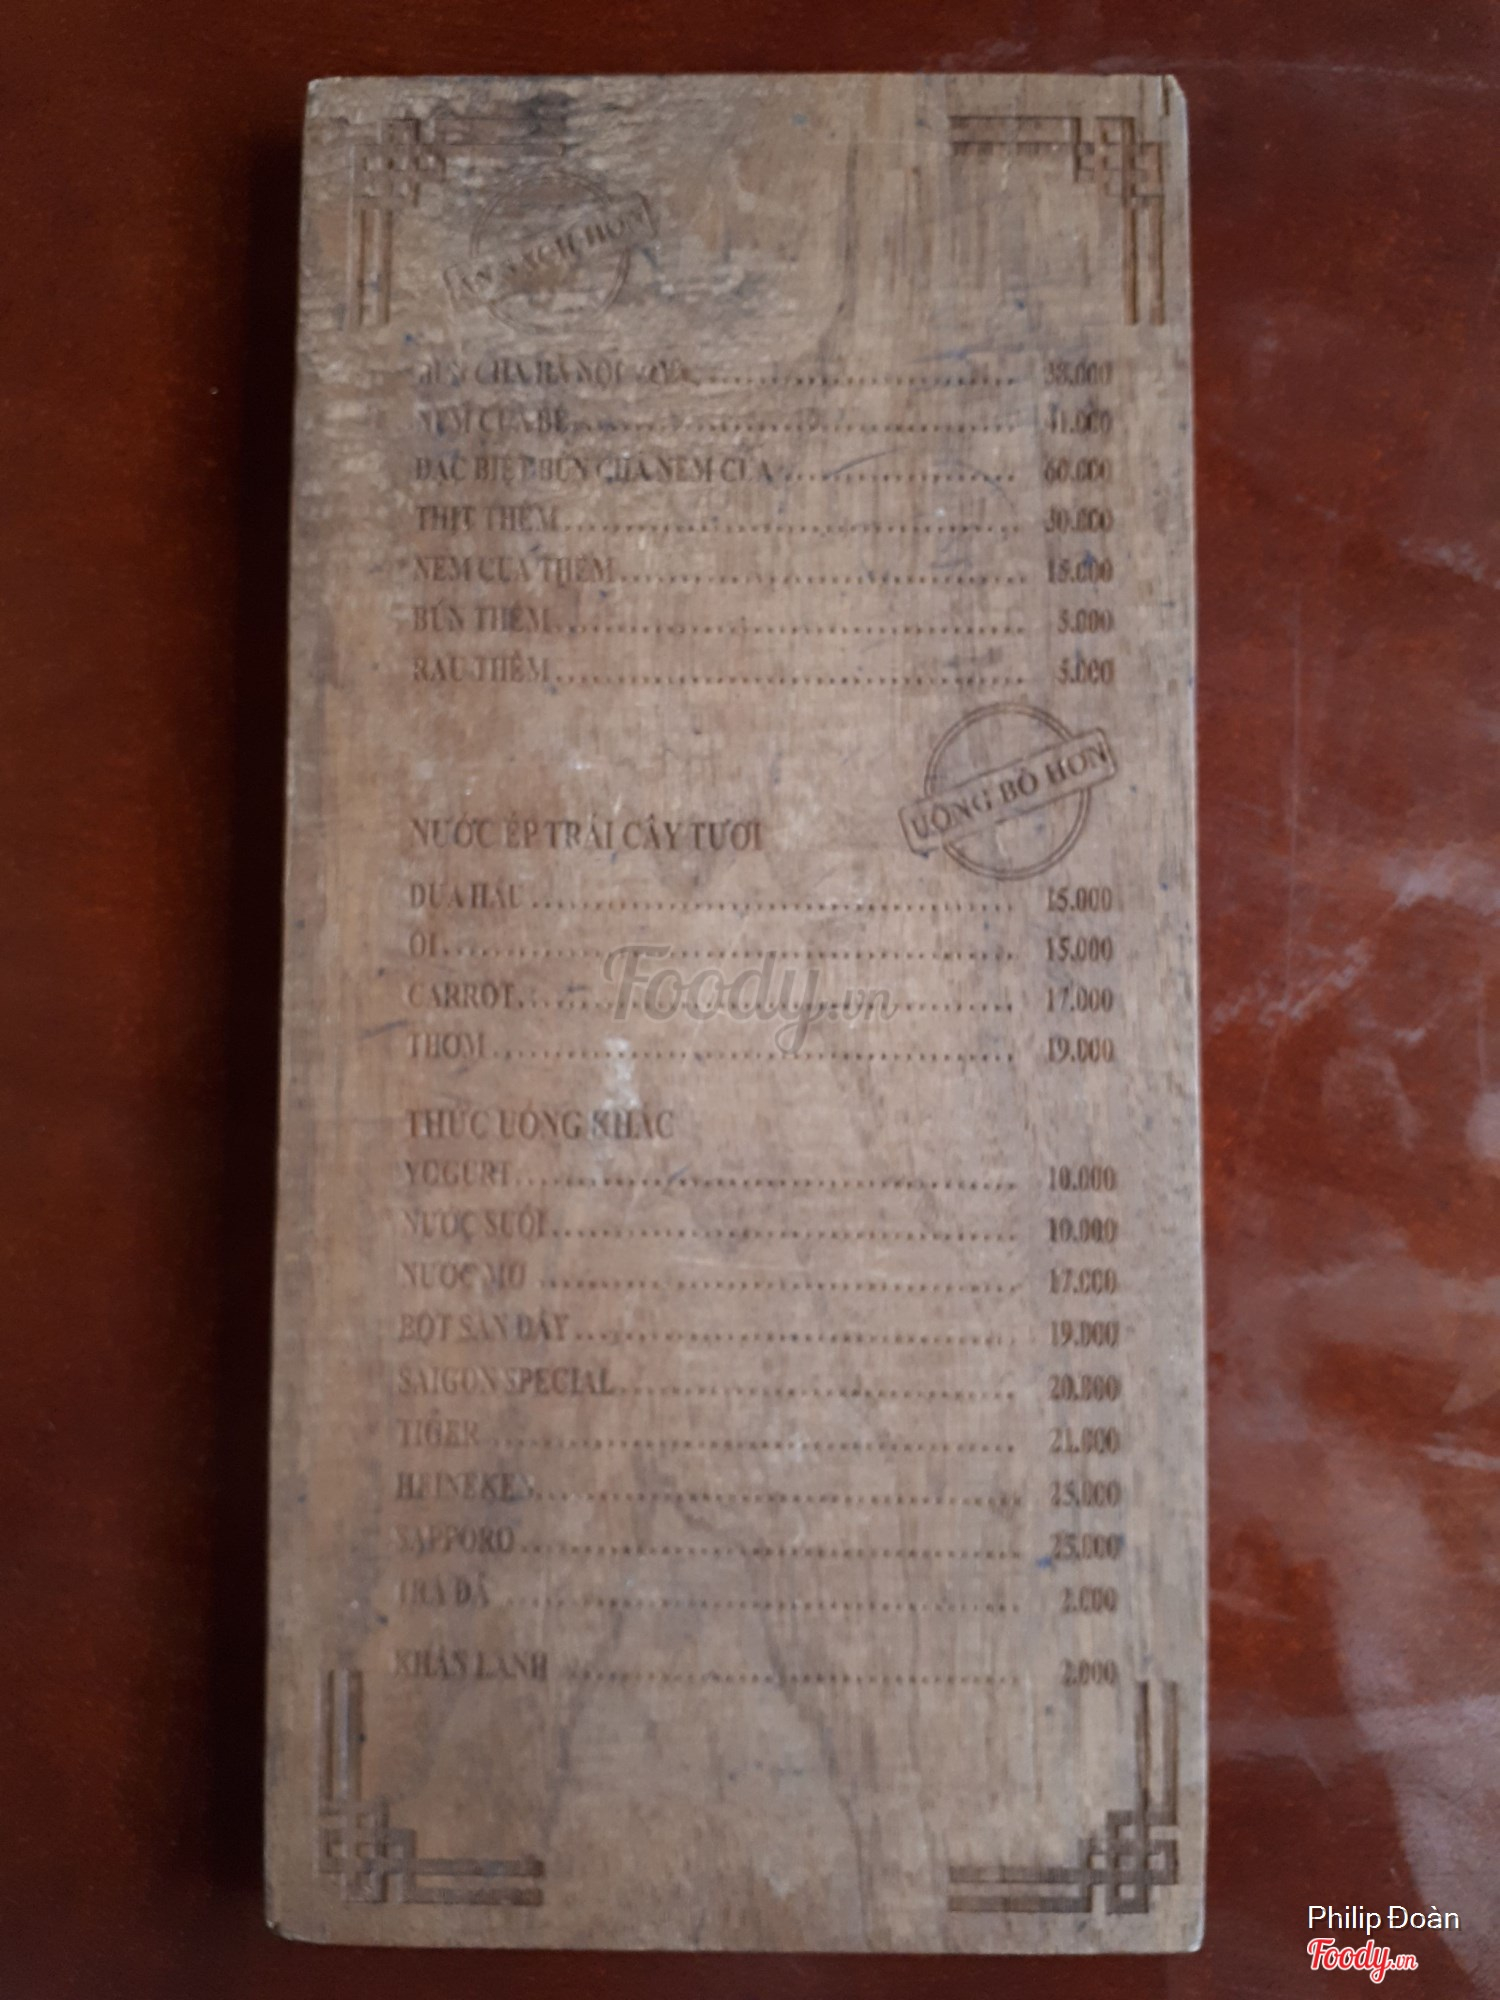 ĂN SẠCH HƠN
BÚN CHẢ HÀ NỘI ........ 38.000
NEM CUA BỂ ........ 41.000
ĐẶC BIỆT BÚN CHẢ NEM CUA ........ 60.000
THỊT THÊM ........ 30.000
NEM CUA THÊM ........ 15.000
BÚN THÊM ........ 5.000
RAU THÊM ........ 5.000
UỐNG BỔ HƠN
NƯỚC ÉP TRÁI CÂY TƯƠI
DƯA HẤU ........ 15.000
ỔI ........ 15.000
CARROT ........ 17.000
THƠM ........ 19.000
THỨC UỐNG KHÁC
YOGURT ........ 10.000
NƯỚC SUỐI ........ 10.000
NƯỚC MƠ ........ 17.000
BỘT SẮN DÂY ........ 19.000
SAIGON SPECIAL ........ 20.000
TIGER ........ 21.000
HEINEKEN ........ 25.000
SAPPORO ........ 25.000
TRÀ ĐÁ ........ 2.000
KHĂN LẠNH ........ 2.000
Foody.vn
Philip Đoàn
Foody.vn